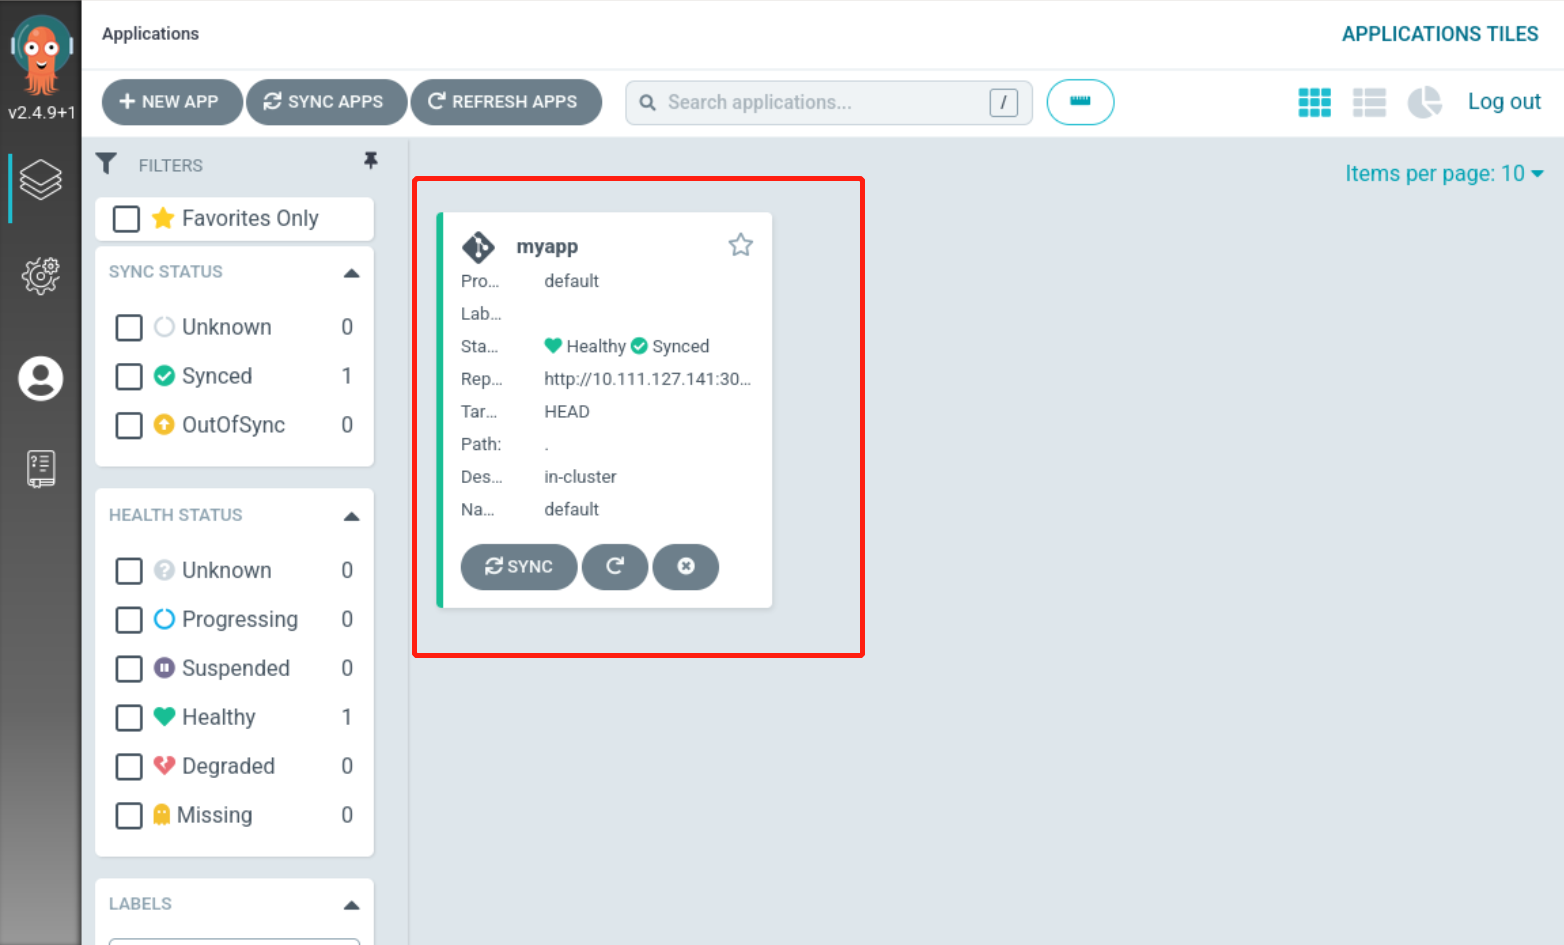 Applications
APPLICATIONS TILES
v2.4.9+1
NEW APP
SYNC APPS
REFRESH APPS
Search applications...
/
Log out
FILTERS
Items per page: 10
Favorites Only
SYNC STATUS
Unknown 0
Synced 1
OutOfSync 0
HEALTH STATUS
Unknown 0
Progressing 0
Suspended 0
Healthy 1
Degraded 0
Missing 0
LABELS
myapp
Pro... default
Lab...
Sta... Healthy Synced
Rep... http://10.111.127.141:30...
Tar... HEAD
Path: .
Des... in-cluster
Na... default
SYNC